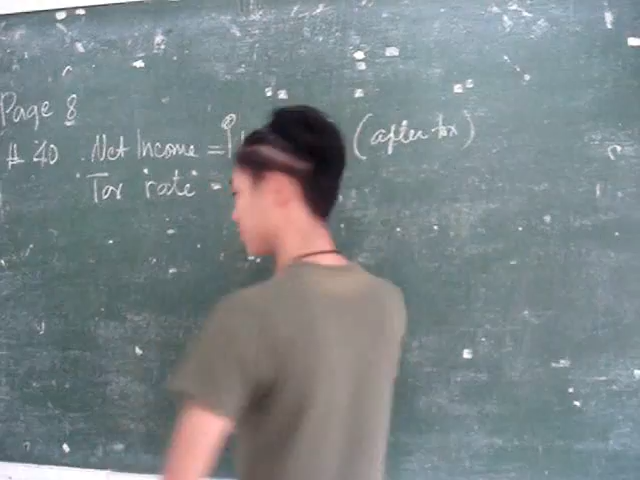 Page 8
# 40 . Net Income = (after tax)
Tax rate =